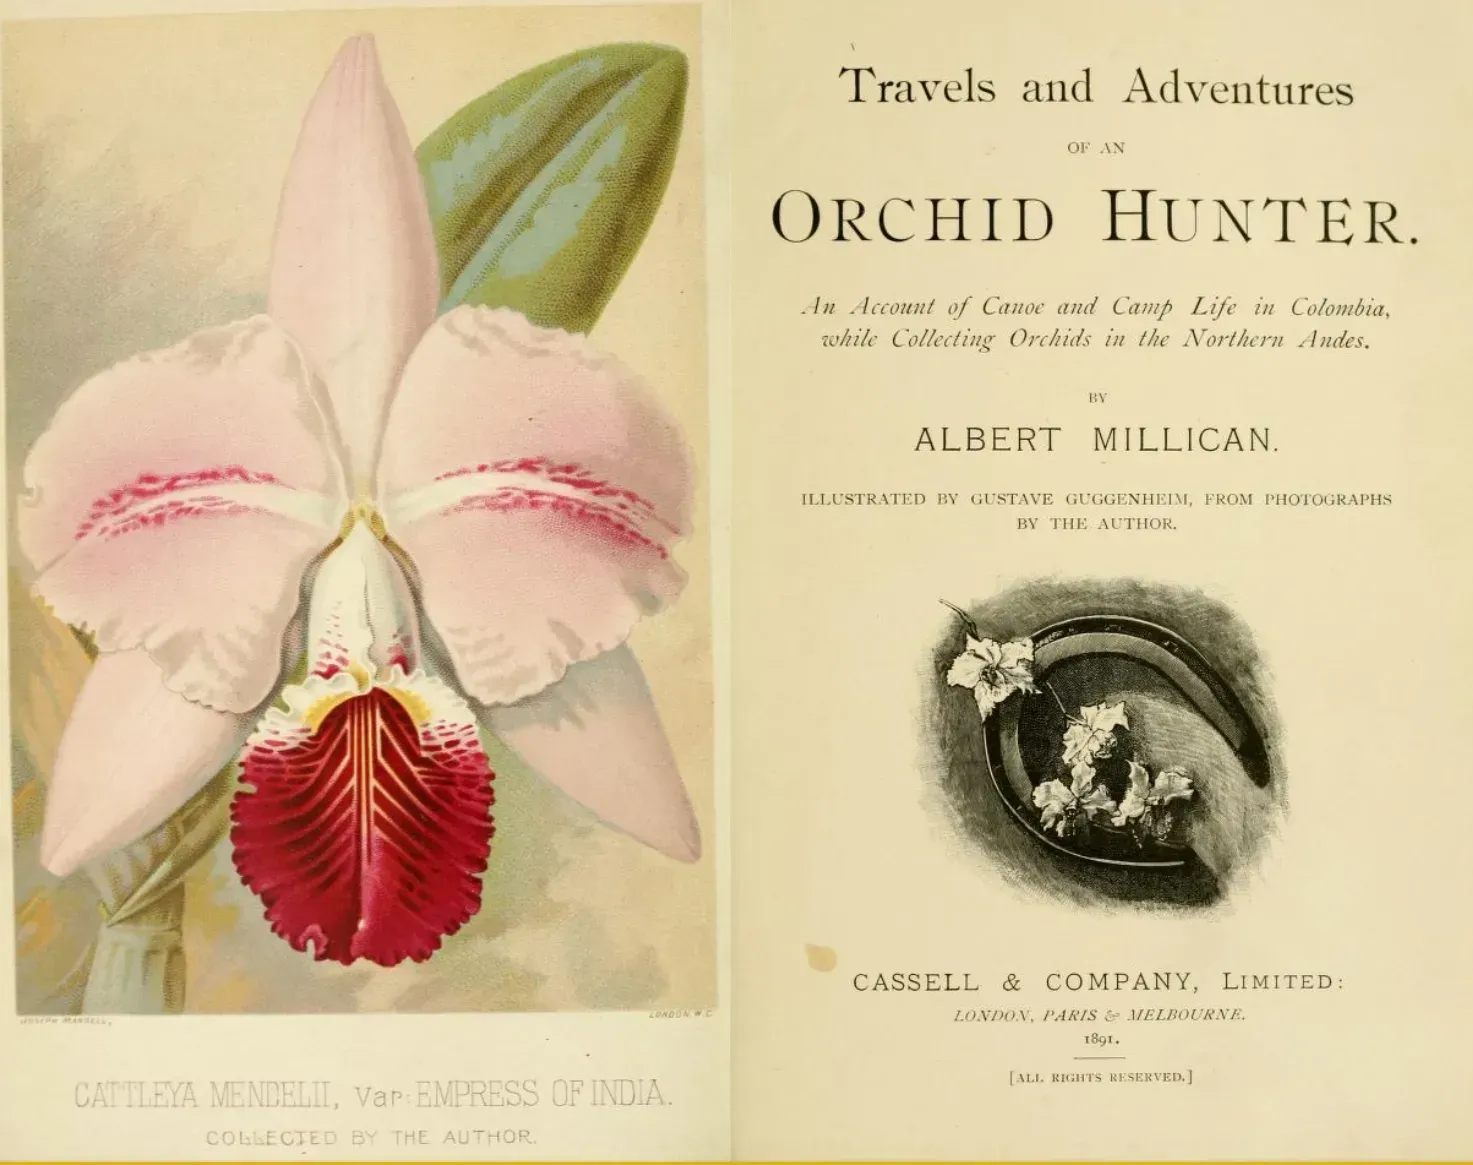 JOSEPH MANSELL,
LONDON. W.C
CATTLEYA MENDELII, Var: EMPRESS OF INDIA.
COLLECTED BY THE AUTHOR.
Travels and Adventures
OF AN
ORCHID HUNTER.
An Account of Canoe and Camp Life in Colombia,
while Collecting Orchids in the Northern Andes.
BY
ALBERT MILLICAN.
ILLUSTRATED BY GUSTAVE GUGGENHEIM, FROM PHOTOGRAPHS
BY THE AUTHOR.
CASSELL & COMPANY, LIMITED:
LONDON, PARIS & MELBOURNE.
1891.
[ALL RIGHTS RESERVED.]